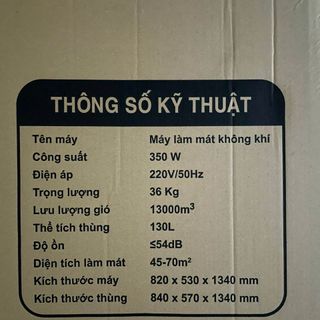 THÔNG SỐ KỸ THUẬT
Tên máy Máy làm mát không khí
Công suất 350 W
Điện áp 220V/50Hz
Trọng lượng 36 Kg
Lưu lượng gió 13000m³
Thể tích thùng 130L
Độ ồn ≤54dB
Diện tích làm mát 45-70m²
Kích thước máy 820 x 530 x 1340 mm
Kích thước thùng 840 x 570 x 1340 mm